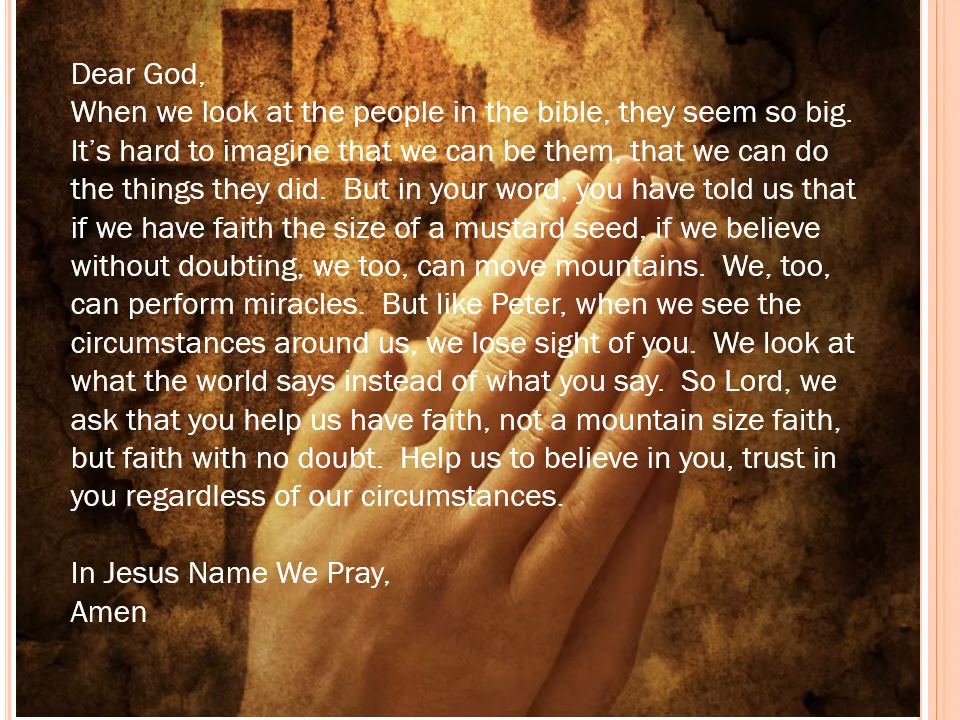 Dear God,
When we look at the people in the bible, they seem so big.
It’s hard to imagine that we can be them, that we can do
the things they did.  But in your word, you have told us that
if we have faith the size of a mustard seed, if we believe
without doubting, we too, can move mountains.  We, too,
can perform miracles.  But like Peter, when we see the
circumstances around us, we lose sight of you.  We look at
what the world says instead of what you say.  So Lord, we
ask that you help us have faith, not a mountain size faith,
but faith with no doubt.  Help us to believe in you, trust in
you regardless of our circumstances.

In Jesus Name We Pray,
Amen